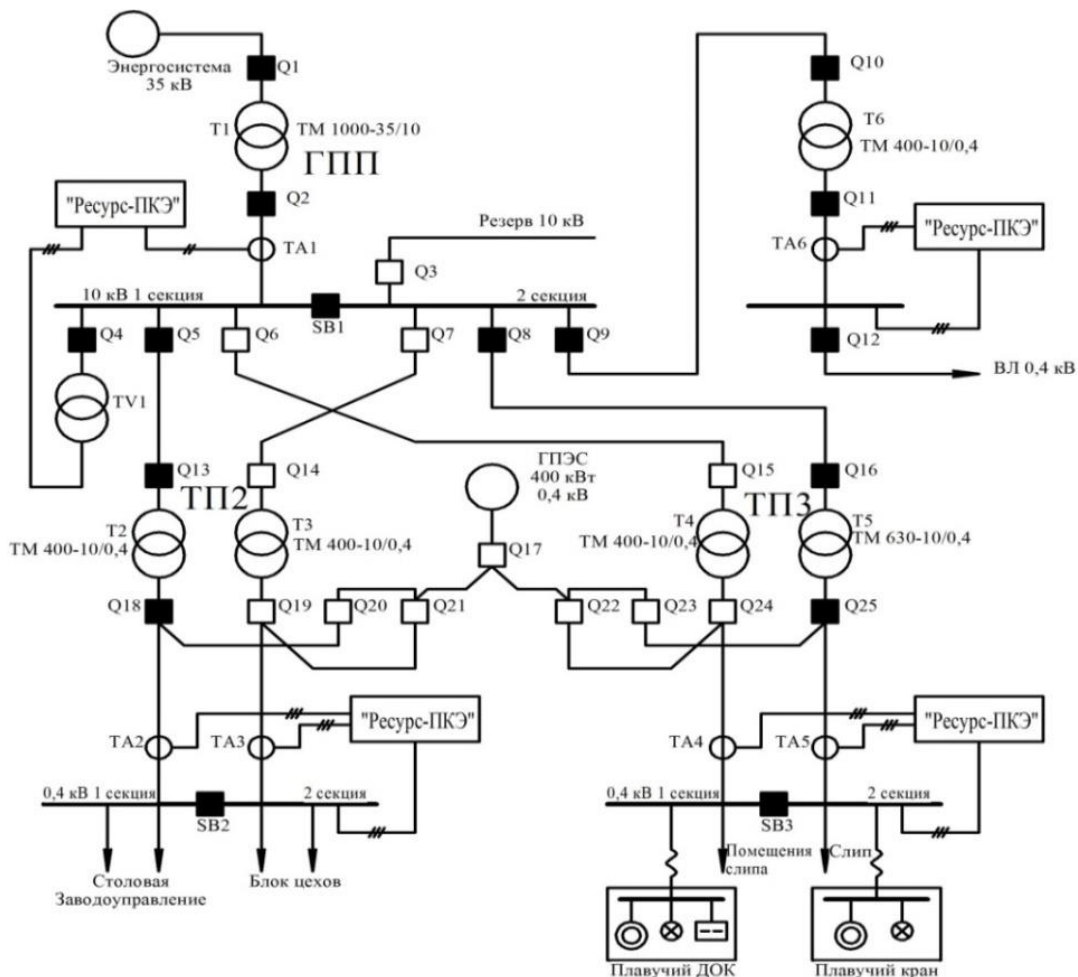 Энергосистема
35 кВ
Q1
T1
ТМ 1000-35/10
ГПП
Q2
"Ресурс-ПКЭ"
TA1
Резерв 10 кВ
Q3
10 кВ 1 секция
SB1
2 секция
Q4
Q5
Q6
Q7
Q8
Q9
TV1
Q10
T6
ТМ 400-10/0,4
Q11
TA6
"Ресурс-ПКЭ"
Q12
ВЛ 0,4 кВ
Q13
ТП2
T2
ТМ 400-10/0,4
Q14
T3
ТМ 400-10/0,4
ГПЭС
400 кВт
0,4 кВ
Q17
Q15
ТП3
T4
ТМ 400-10/0,4
Q16
T5
ТМ 630-10/0,4
Q18
Q19
Q20
Q21
Q22
Q23
Q24
Q25
TA2
TA3
"Ресурс-ПКЭ"
TA4
TA5
"Ресурс-ПКЭ"
0,4 кВ 1 секция
SB2
2 секция
0,4 кВ 1 секция
SB3
2 секция
Столовая
Заводоуправление
Блок цехов
Помещения
слипа
Слип
Плавучий ДОК
Плавучий кран